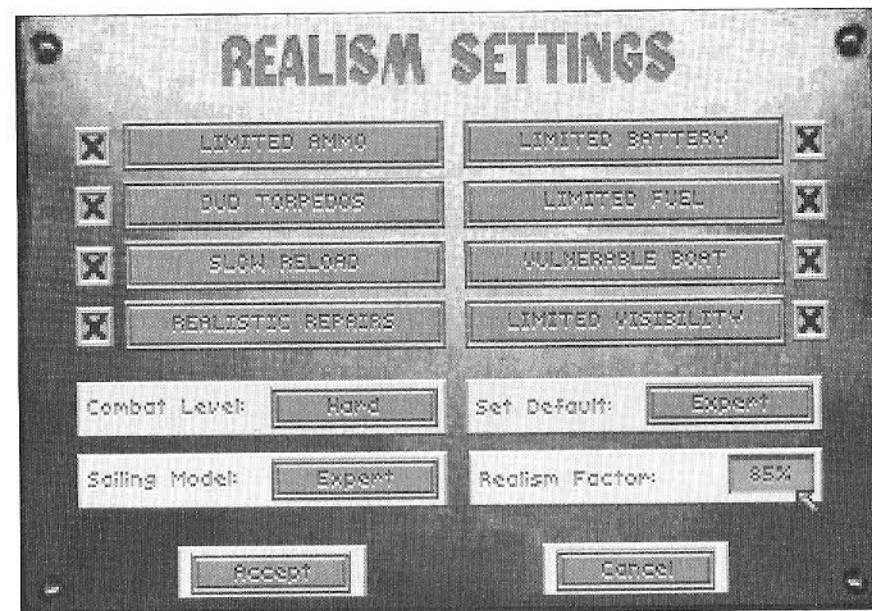 REALISM SETTINGS
LIMITED AMMO
LIMITED BATTERY
DUD TORPEDOS
LIMITED FUEL
SLOW RELOAD
VULNERABLE BOAT
REALISTIC REPAIRS
LIMITED VISIBILITY
Combat Level: Hard
Set Default: Expert
Sailing Model: Expert
Realism Factor: 85%
Accept
Cancel